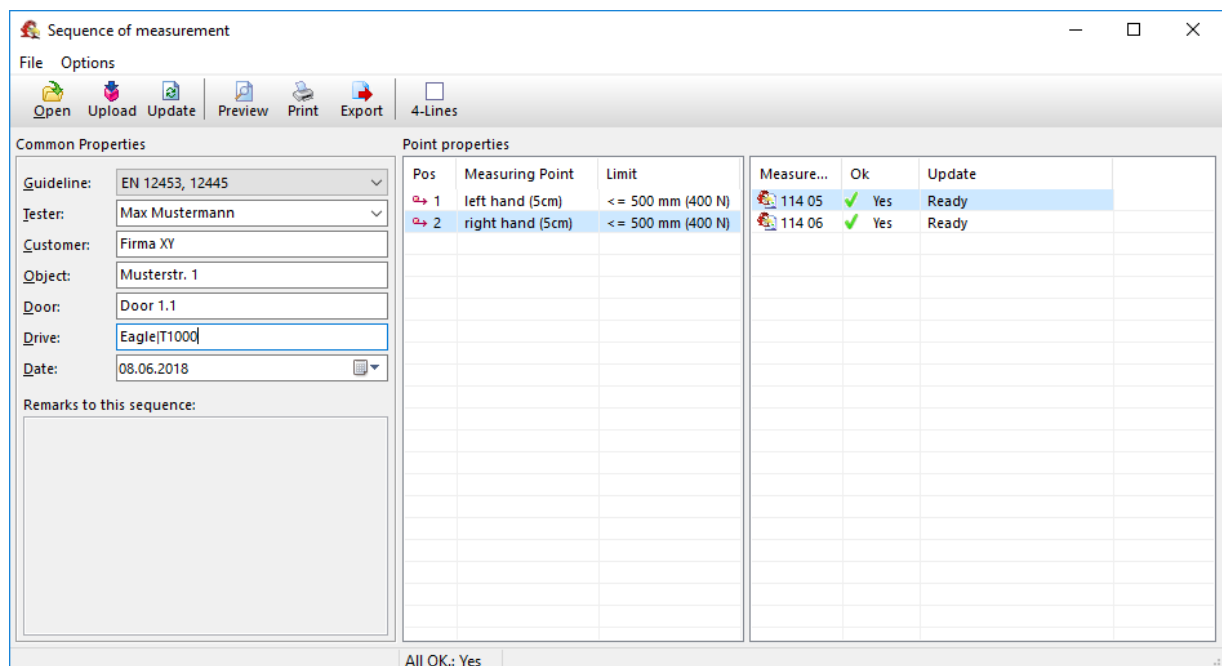 Sequence of measurement
File Options
Open Upload Update Preview Print Export 4-Lines
Common Properties
Guideline: EN 12453, 12445
Tester: Max Mustermann
Customer: Firma XY
Object: Musterstr. 1
Door: Door 1.1
Drive: Eagle|T1000
Date: 08.06.2018
Remarks to this sequence:
Point properties
Pos Measuring Point Limit
1 left hand (5cm) <= 500 mm (400 N)
2 right hand (5cm) <= 500 mm (400 N)
Measure... Ok Update
114 05 Yes Ready
114 06 Yes Ready
All OK.: Yes